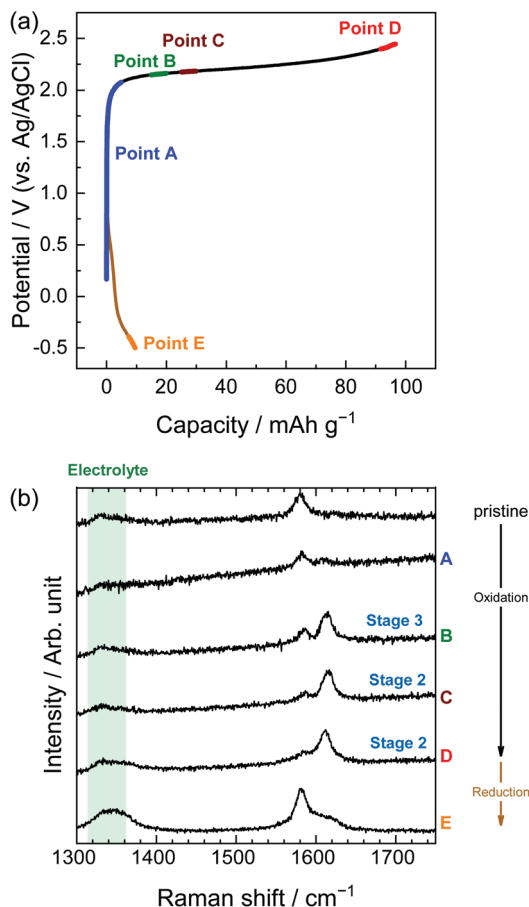 (a)
2.5
2.0
1.5
1.0
0.5
0.0
-0.5
Potential / V (vs. Ag/AgCl)
Point D
Point C
Point B
Point A
Point E
0 20 40 60 80 100
Capacity / mAh g⁻¹
(b)
Electrolyte
pristine
A
Oxidation
Stage 3
B
Stage 2
C
Stage 2
D
Reduction
E
Intensity / Arb. unit
1300 1400 1500 1600 1700
Raman shift / cm⁻¹